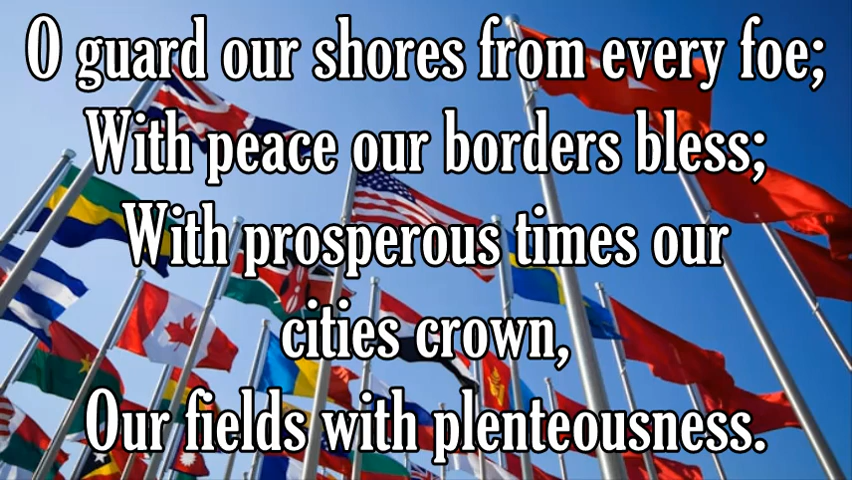 O guard our shores from every foe;
With peace our borders bless;
With prosperous times our
cities crown,
Our fields with plenteousness.